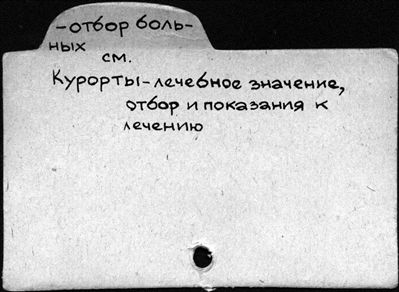 -отбор боль-
ных
см.
Курорты-лечебное значение,
отбор и показания к
лечению